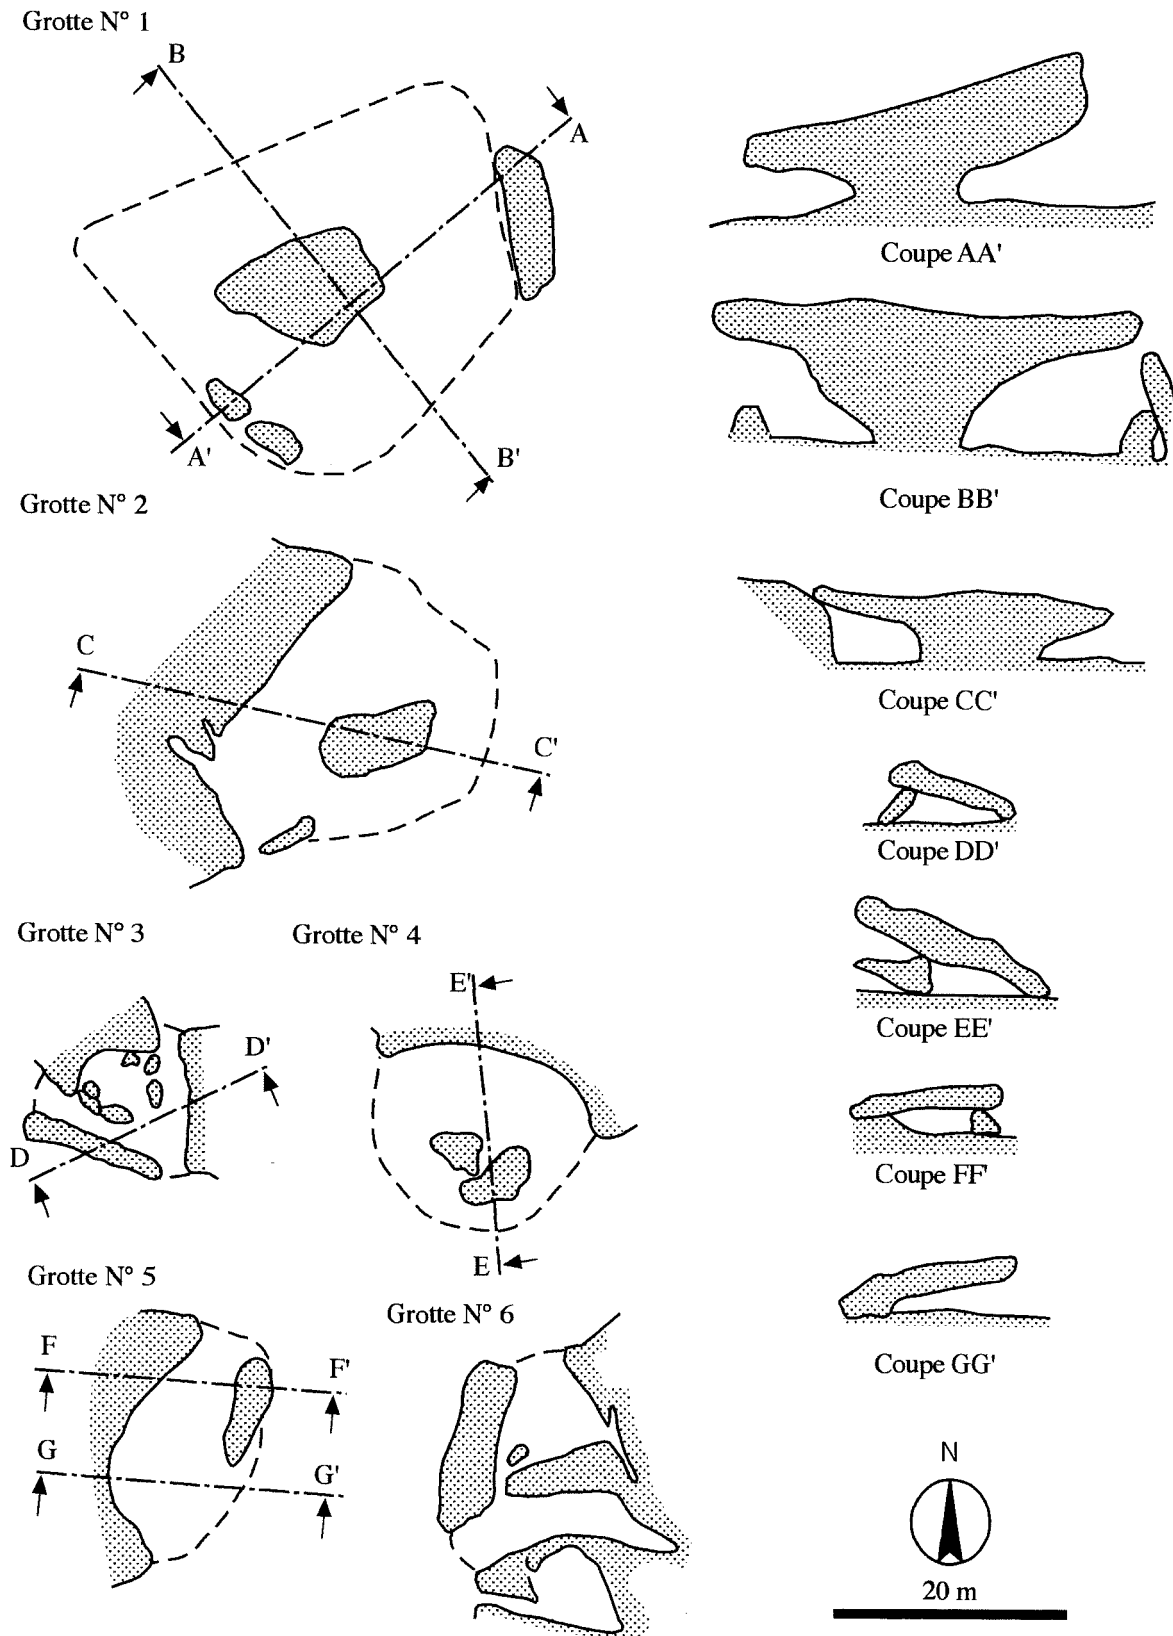 Grotte N° 1
B
A
A'
B'
Coupe AA'
Coupe BB'
Grotte N° 2
C
C'
Coupe CC'
Coupe DD'
Grotte N° 3
Grotte N° 4
D'
D
E'
E
Coupe EE'
Coupe FF'
Grotte N° 5
F
F'
G
G'
Grotte N° 6
Coupe GG'
N
20 m